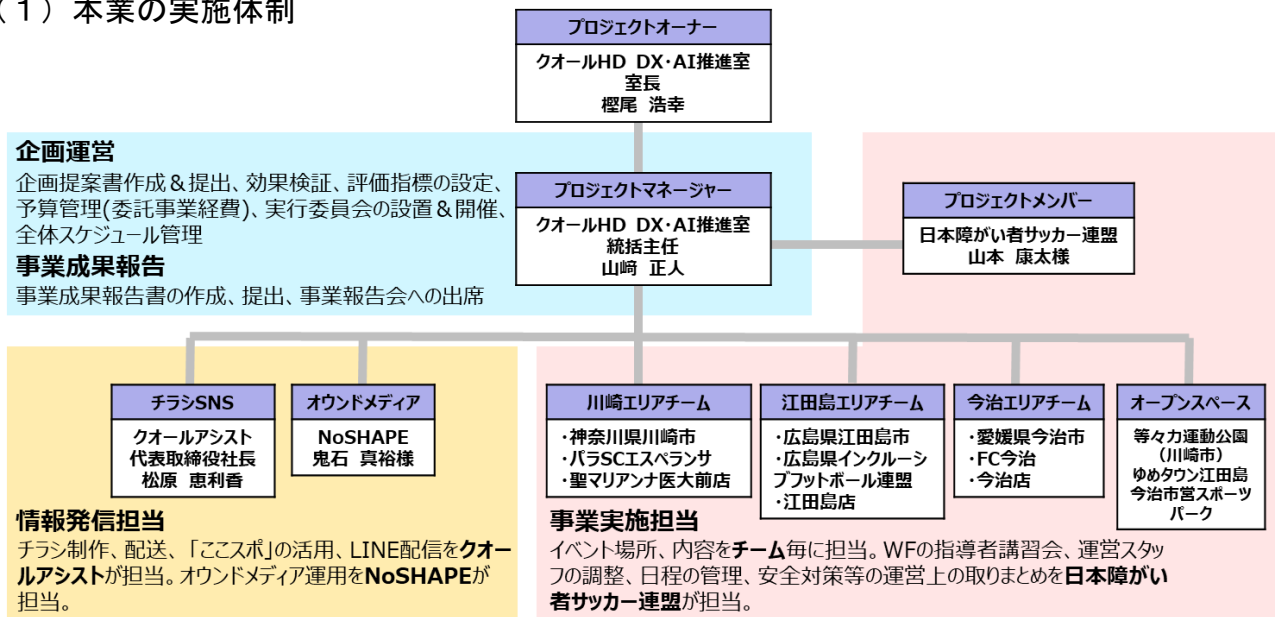 （１）本業の実施体制
プロジェクトオーナー
クオールHD DX・AI推進室
室長
樫尾 浩幸
企画運営
企画提案書作成＆提出、効果検証、評価指標の設定、
予算管理(委託事業経費)、実行委員会の設置＆開催、
全体スケジュール管理
事業成果報告
事業成果報告書の作成、提出、事業報告会への出席
プロジェクトマネージャー
クオールHD DX・AI推進室
統括主任
山﨑 正人
プロジェクトメンバー
日本障がい者サッカー連盟
山本 康太様
チラシSNS
クオールアシスト
代表取締役社長
松原 恵利香
オウンドメディア
NoSHAPE
鬼石 真裕様
情報発信担当
チラシ制作、配送、「ここスポ」の活用、LINE配信をクオー
ルアシストが担当。オウンドメディア運用をNoSHAPEが
担当。
川崎エリアチーム
・神奈川県川崎市
・パラSCエスペランサ
・聖マリアンナ医大前店
江田島エリアチーム
・広島県江田島市
・広島県インクルーシ
ブフットボール連盟
・江田島店
今治エリアチーム
・愛媛県今治市
・FC今治
・今治店
オープンスペース
等々力運動公園
（川崎市）
ゆめタウン江田島
今治市営スポーツ
パーク
事業実施担当
イベント場所、内容をチーム毎に担当。WFの指導者講習会、運営スタッ
フの調整、日程の管理、安全対策等の運営上の取りまとめを日本障がい
者サッカー連盟が担当。